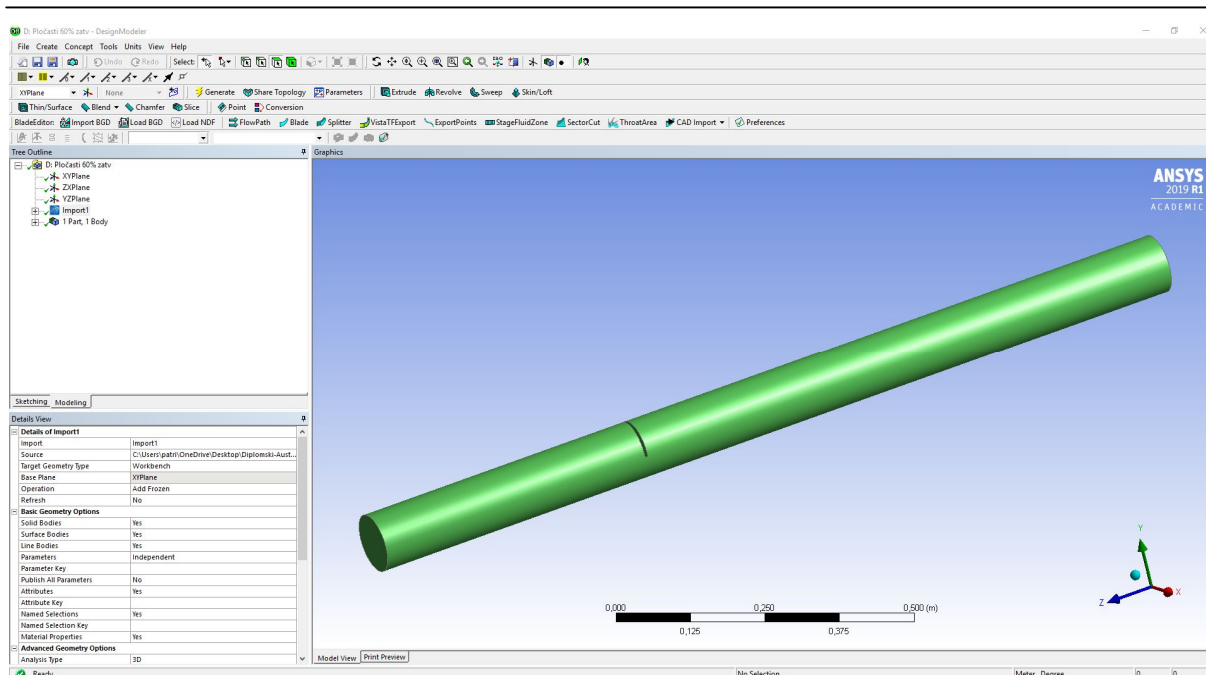 D: Pločasti 60% zatv - DesignModeler
File Create Concept Tools Units View Help
Undo Redo Select:
XYPlane None Generate Share Topology Parameters Extrude Revolve Sweep Skin/Loft
Thin/Surface Blend Chamfer Slice Point Conversion
BladeEditor: Import BGD Load BGD Load NDF FlowPath Blade Splitter VistaTFExport ExportPoints StageFluidZone SectorCut ThroatArea CAD Import Preferences
Tree Outline
D: Pločasti 60% zatv
XYPlane
ZXPlane
YZPlane
Import1
1 Part, 1 Body
Sketching Modeling
Details View
Details of Import1
Import Import1
Source C:\Users\patri\OneDrive\Desktop\Diplomski-Aust...
Target Geometry Type Workbench
Base Plane XYPlane
Operation Add Frozen
Refresh No
Basic Geometry Options
Solid Bodies Yes
Surface Bodies Yes
Line Bodies Yes
Parameters Independent
Parameter Key
Publish All Parameters No
Attributes Yes
Attribute Key
Named Selections Yes
Named Selection Key
Material Properties Yes
Advanced Geometry Options
Analysis Type 3D
Graphics
ANSYS
2019 R1
ACADEMIC
Y
Z X
0,000 0,250 0,500 (m)
0,125 0,375
Model View Print Preview
Ready No Selection Meter Degree 0 0